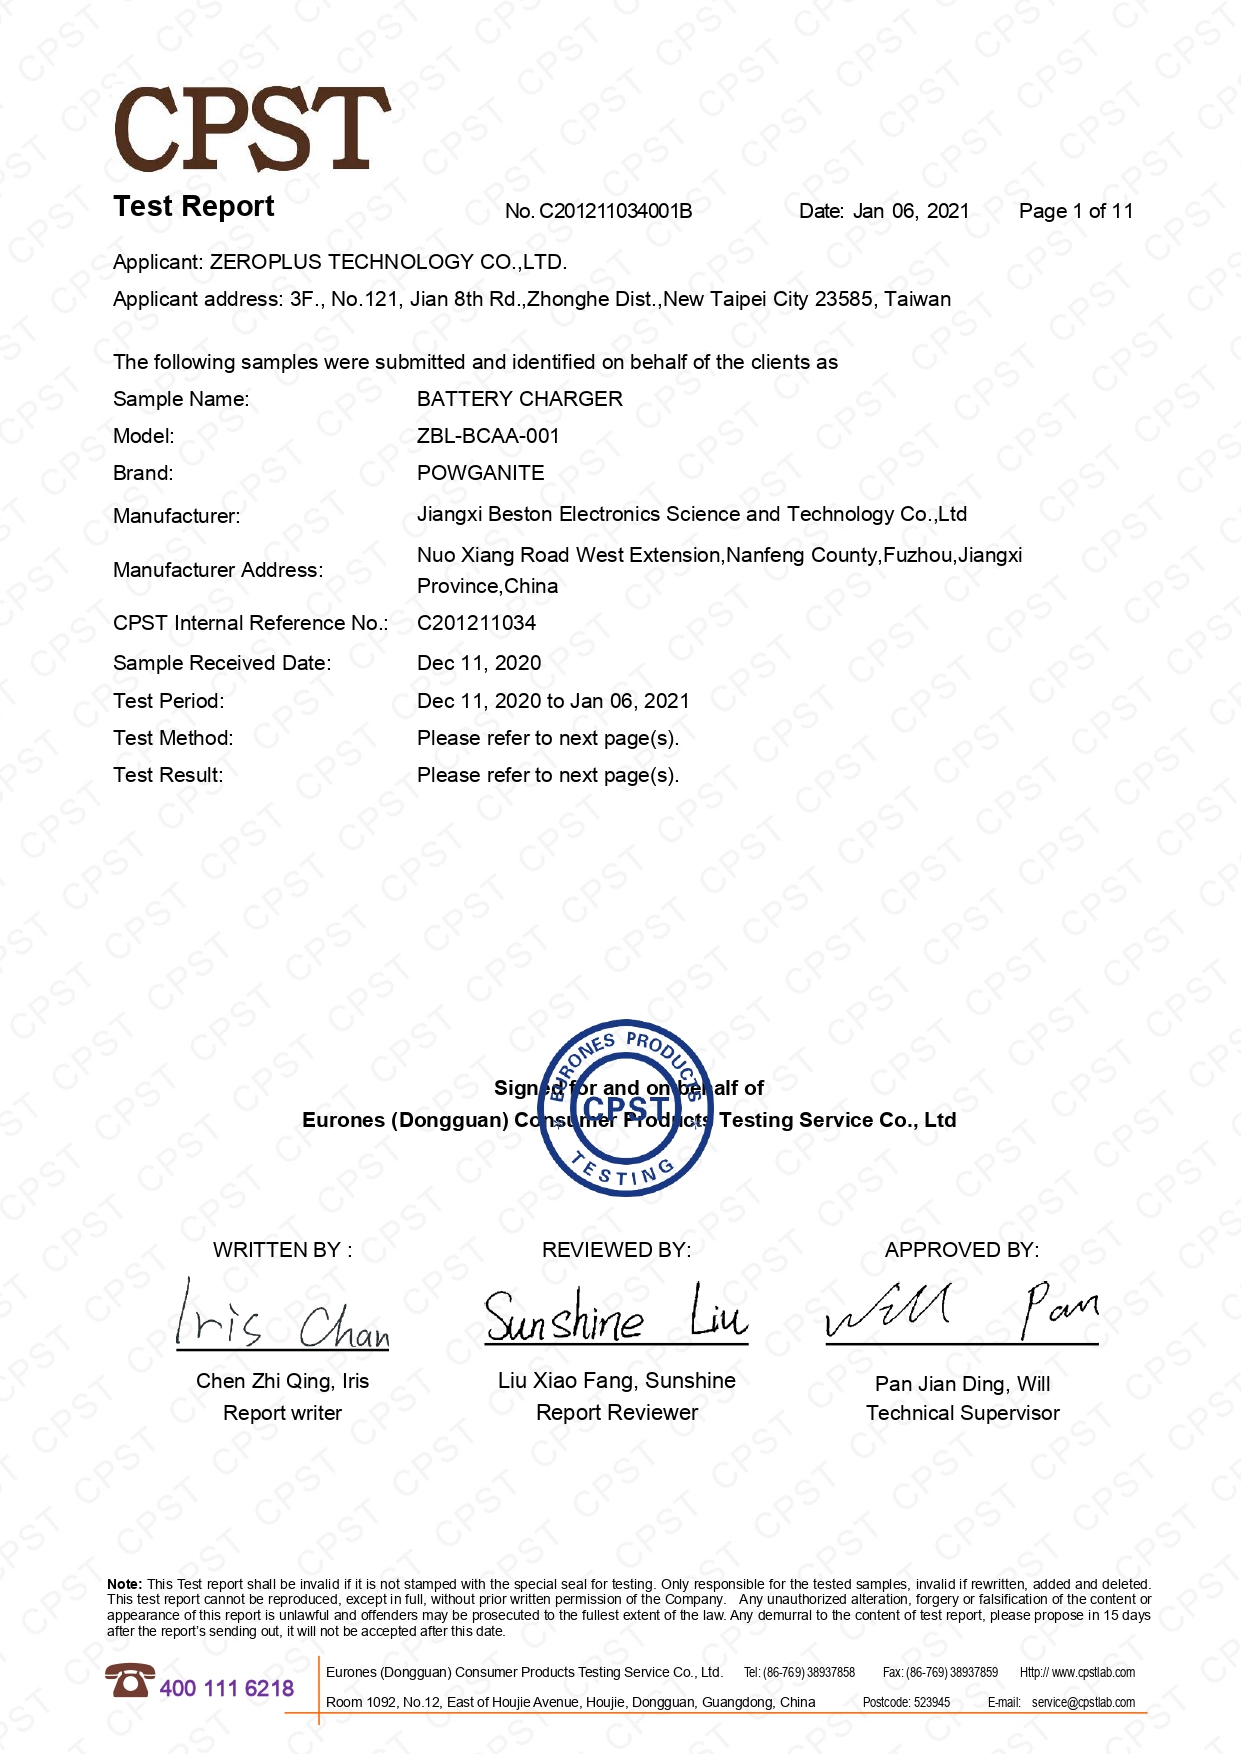 CPST
Test Report No. C201211034001B Date: Jan 06, 2021 Page 1 of 11
Applicant: ZEROPLUS TECHNOLOGY CO.,LTD.
Applicant address: 3F., No.121, Jian 8th Rd.,Zhonghe Dist.,New Taipei City 23585, Taiwan
The following samples were submitted and identified on behalf of the clients as
Sample Name: BATTERY CHARGER
Model: ZBL-BCAA-001
Brand: POWGANITE
Manufacturer: Jiangxi Beston Electronics Science and Technology Co.,Ltd
Manufacturer Address: Nuo Xiang Road West Extension,Nanfeng County,Fuzhou,Jiangxi
Province,China
CPST Internal Reference No.: C201211034
Sample Received Date: Dec 11, 2020
Test Period: Dec 11, 2020 to Jan 06, 2021
Test Method: Please refer to next page(s).
Test Result: Please refer to next page(s).
EURONES PRODUCTS
Signed for and on behalf of
CPST
Eurones (Dongguan) Consumer Products Testing Service Co., Ltd
TESTING
WRITTEN BY : REVIEWED BY: APPROVED BY:
Iris Chan Sunshine Liu Will Pan
Chen Zhi Qing, Iris Liu Xiao Fang, Sunshine Pan Jian Ding, Will
Report writer Report Reviewer Technical Supervisor
Note: This Test report shall be invalid if it is not stamped with the special seal for testing. Only responsible for the tested samples, invalid if rewritten, added and deleted.
This test report cannot be reproduced, except in full, without prior written permission of the Company. Any unauthorized alteration, forgery or falsification of the content or
appearance of this report is unlawful and offenders may be prosecuted to the fullest extent of the law. Any demurral to the content of test report, please propose in 15 days
after the report's sending out, it will not be accepted after this date.
400 111 6218
Eurones (Dongguan) Consumer Products Testing Service Co., Ltd. Tel: (86-769) 38937858 Fax: (86-769) 38937859 Http:// www.cpstlab.com
Room 1092, No.12, East of Houjie Avenue, Houjie, Dongguan, Guangdong, China Postcode: 523945 E-mail: service@cpstlab.com